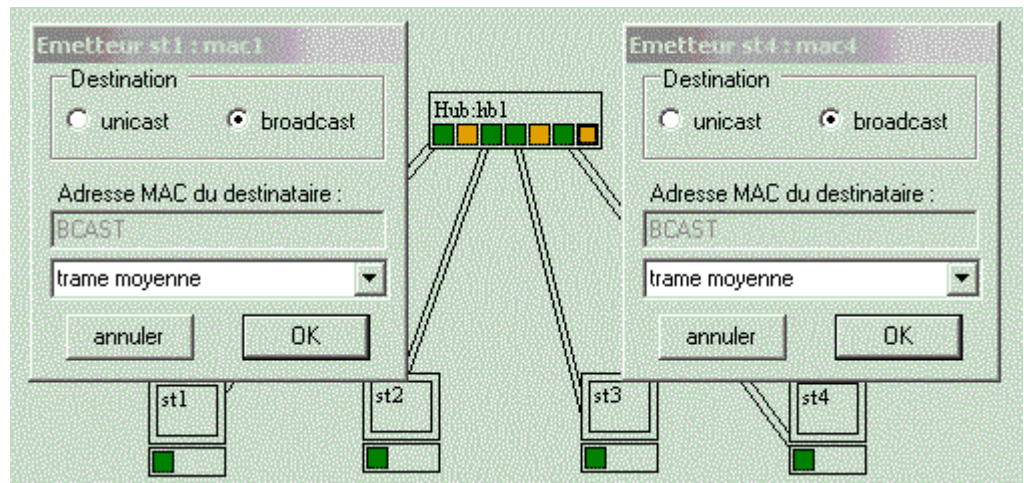 Emetteur st1 : mac1
Destination
unicast
broadcast
Adresse MAC du destinataire :
BCAST
trame moyenne
annuler
OK
Hub:hb1
Emetteur st4 : mac4
Destination
unicast
broadcast
Adresse MAC du destinataire :
BCAST
trame moyenne
annuler
OK
st1
st2
st3
st4